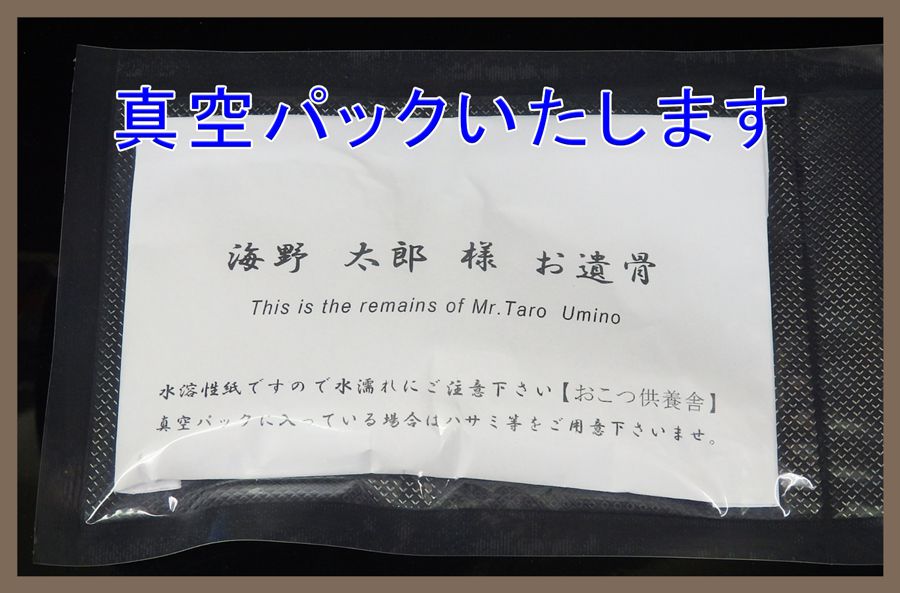 真空パックいたします
海野 太郎 様 お遺骨
This is the remains of Mr.Taro Umino
水溶性紙ですので水濡れにご注意下さい【おこつ供養舎】
真空パックに入っている場合はハサミ等をご用意下さいませ。